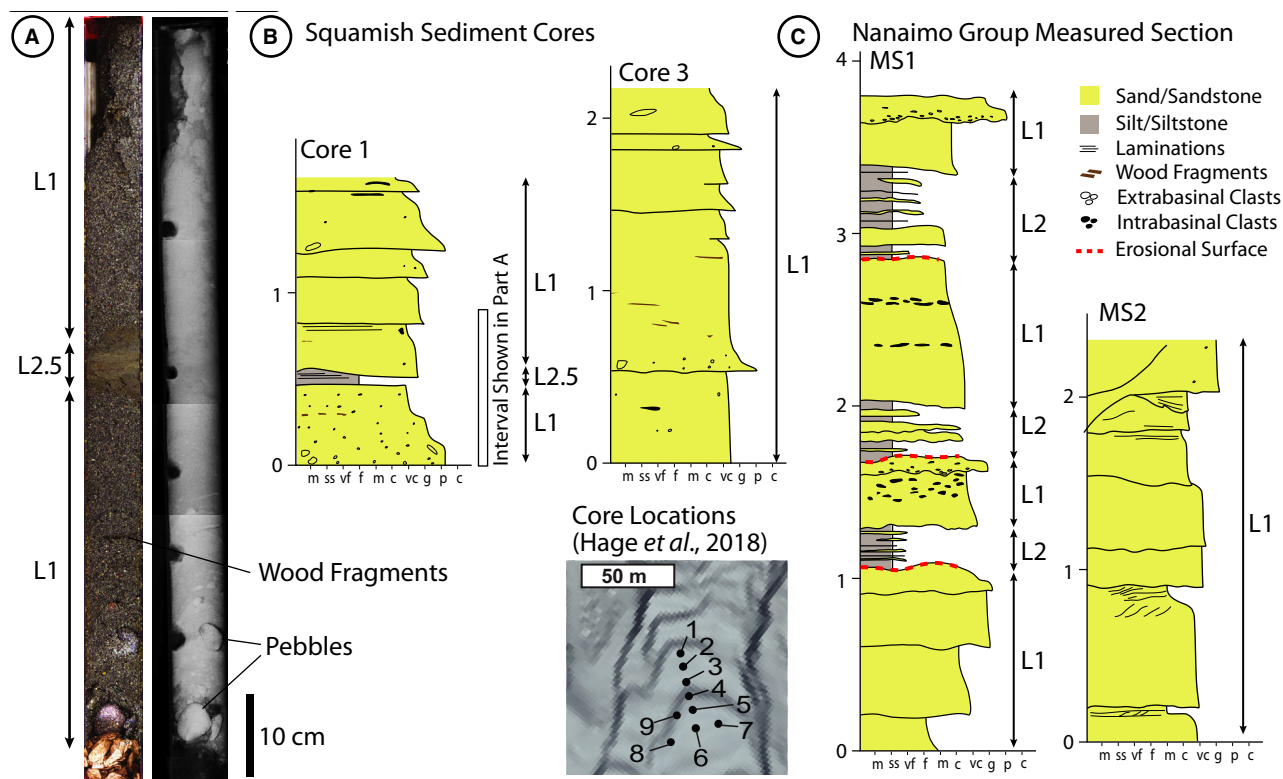 A
L1
L2.5
L1
Wood Fragments
Pebbles
10 cm
B Squamish Sediment Cores
Core 1
1
0
m ss vf f m c vc g p c
L1
L2.5
L1
Interval Shown in Part A
Core 3
2
1
0
m ss vf f m c vc g p c
L1
Core Locations
(Hage et al., 2018)
50 m
1
2
3
4
5
6
7
8
9
C Nanaimo Group Measured Section
MS1
4
3
2
1
0
m ss vf f m c vc g p c
L1
L2
L1
L2
L1
L2
L1
Sand/Sandstone
Silt/Siltstone
Laminations
Wood Fragments
Extrabasinal Clasts
Intrabasinal Clasts
Erosional Surface
MS2
2
1
0
m ss vf f m c vc g p c
L1